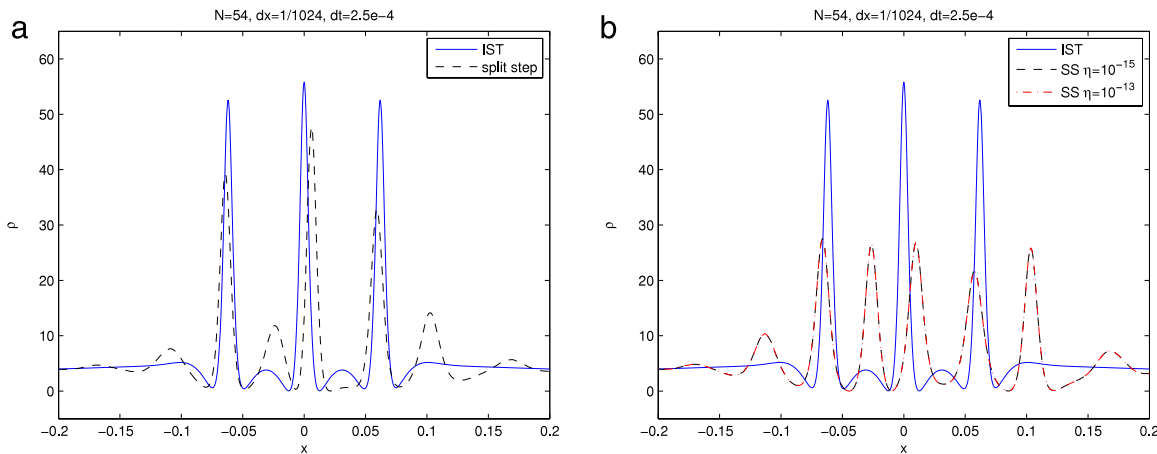 a
N=54, dx=1/1024, dt=2.5e−4
IST
split step
60
50
40
30
20
10
0
ρ
−0.2 −0.15 −0.1 −0.05 0 0.05 0.1 0.15 0.2
x
b
N=54, dx=1/1024, dt=2.5e−4
IST
SS η=10⁻¹⁵
SS η=10⁻¹³
60
50
40
30
20
10
0
ρ
−0.2 −0.15 −0.1 −0.05 0 0.05 0.1 0.15 0.2
x